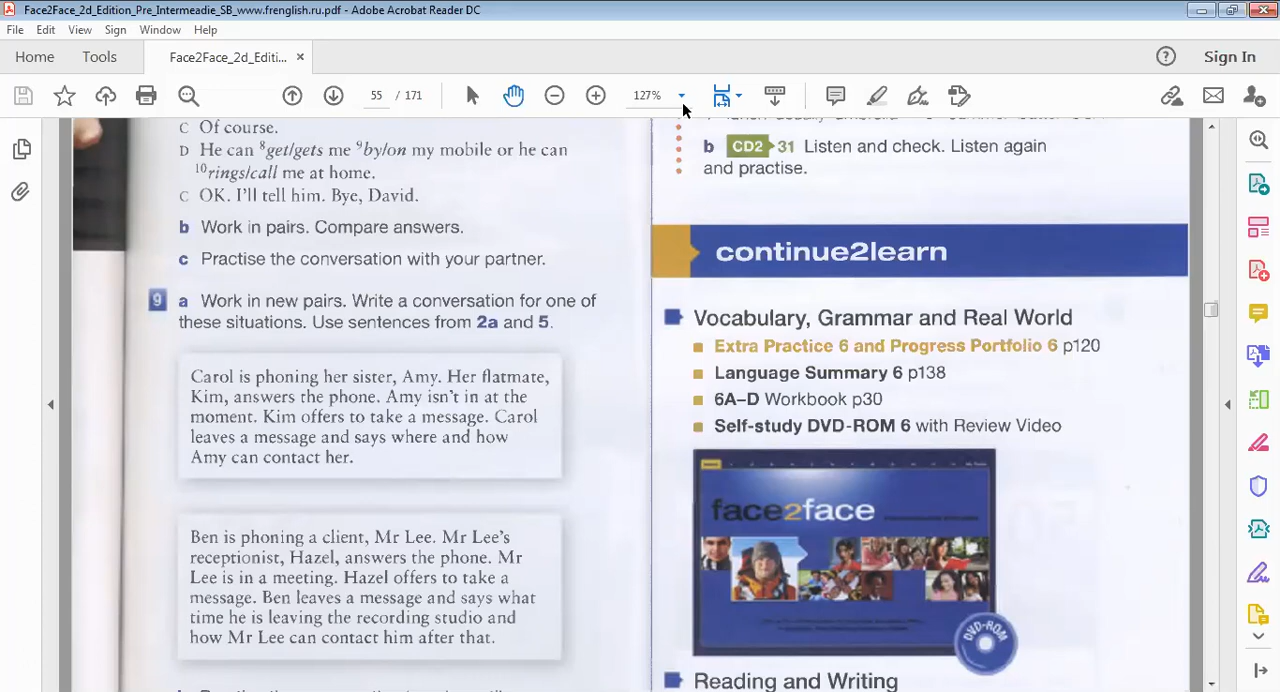 Face2Face_2d_Edition_Pre_Intermeadie_SB_www.frenglish.ru.pdf - Adobe Acrobat Reader DC
File Edit View Sign Window Help
Home Tools Face2Face_2d_Editi... × Sign In
55 / 171 127%
C Of course.
D He can 8get/gets me 9by/on my mobile or he can
10rings/call me at home.
C OK. I'll tell him. Bye, David.
b Work in pairs. Compare answers.
c Practise the conversation with your partner.
9 a Work in new pairs. Write a conversation for one of
these situations. Use sentences from 2a and 5.
Carol is phoning her sister, Amy. Her flatmate,
Kim, answers the phone. Amy isn't in at the
moment. Kim offers to take a message. Carol
leaves a message and says where and how
Amy can contact her.
Ben is phoning a client, Mr Lee. Mr Lee's
receptionist, Hazel, answers the phone. Mr
Lee is in a meeting. Hazel offers to take a
message. Ben leaves a message and says what
time he is leaving the recording studio and
how Mr Lee can contact him after that.
b CD2 31 Listen and check. Listen again
and practise.
continue2learn
Vocabulary, Grammar and Real World
Extra Practice 6 and Progress Portfolio 6 p120
Language Summary 6 p138
6A–D Workbook p30
Self-study DVD-ROM 6 with Review Video
face2face
DVD-ROM
Reading and Writing